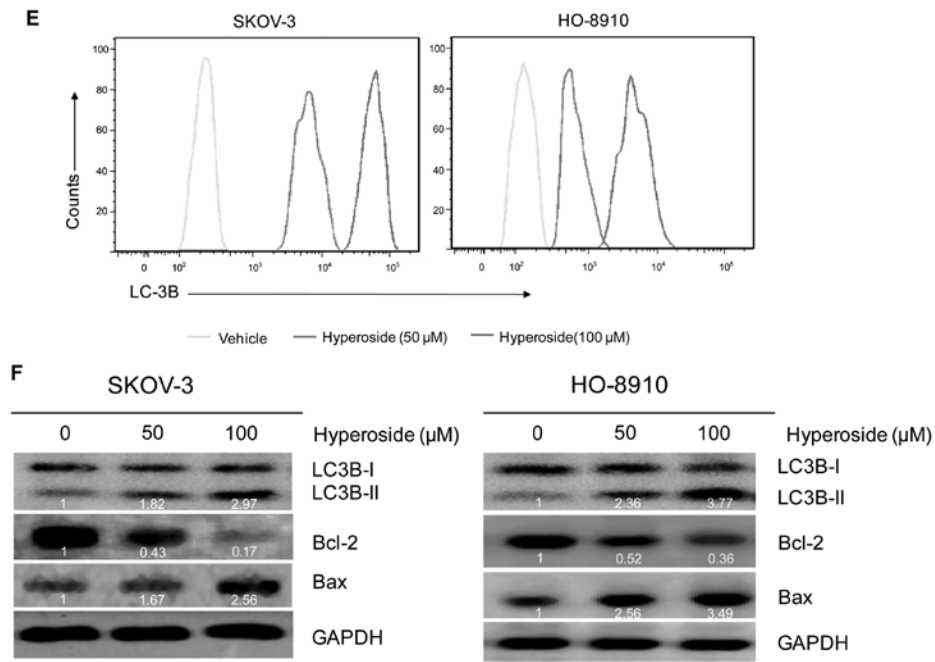 E
SKOV-3 HO-8910
100 80 60 40 20
Counts
0 10² 10³ 10⁴ 10⁵
100 80 60 40 20
0 10² 10³ 10⁴ 10⁵
LC-3B
Vehicle Hyperoside (50 μM) Hyperoside(100 μM)
F
SKOV-3
0 50 100 Hyperoside (μM)
LC3B-I
1 1.82 2.97 LC3B-II
1 0.43 0.17 Bcl-2
1 1.67 2.56 Bax
GAPDH
HO-8910
0 50 100 Hyperoside (μM)
LC3B-I
1 2.36 3.77 LC3B-II
1 0.52 0.36 Bcl-2
1 2.56 3.49 Bax
GAPDH